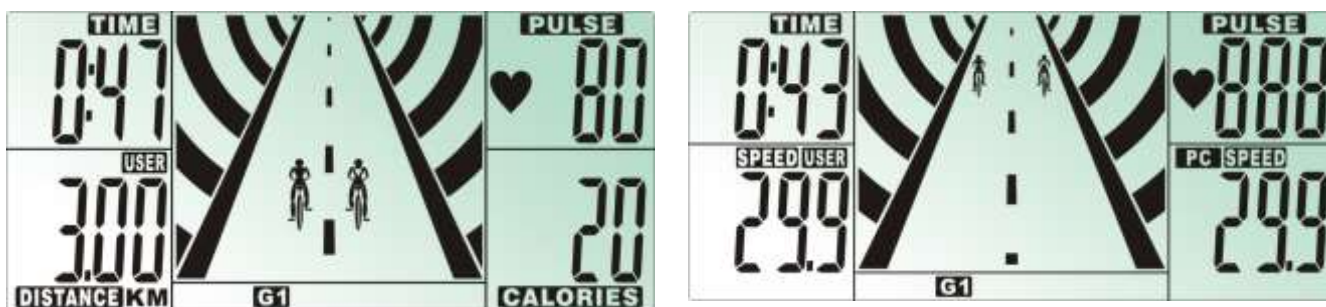 TIME
0:47
USER
3.00
DISTANCE KM
G1
PULSE
80
20
CALORIES
TIME
0:43
SPEED USER
29.9
G1
PULSE
888
PC SPEED
29.9